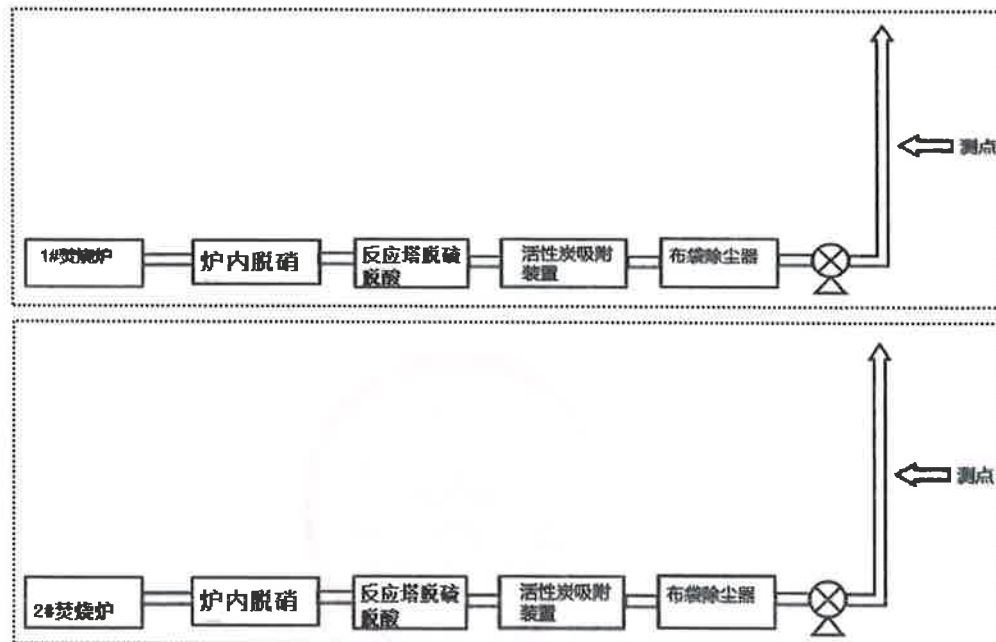 测点
1#焚烧炉
炉内脱硝
反应塔脱硫
脱酸
活性炭吸附
装置
布袋除尘器
测点
2#焚烧炉
炉内脱硝
反应塔脱硫
脱酸
活性炭吸附
装置
布袋除尘器